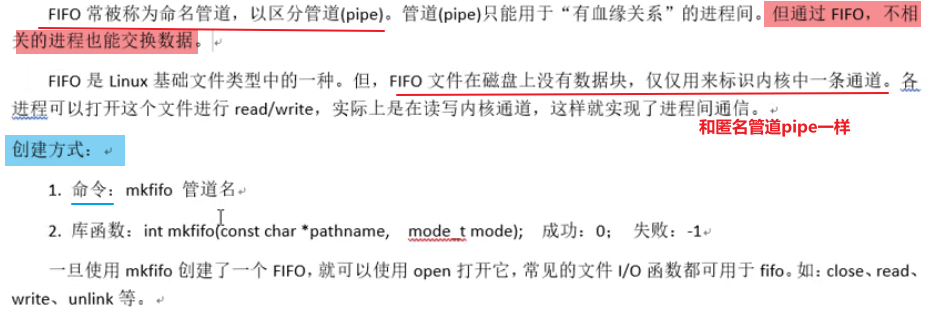 FIFO 常被称为命名管道，以区分管道(pipe)。管道(pipe)只能用于“有血缘关系”的进程间。但通过 FIFO，不相
关的进程也能交换数据。
FIFO 是 Linux 基础文件类型中的一种。但，FIFO 文件在磁盘上没有数据块，仅仅用来标识内核中一条通道。各
进程可以打开这个文件进行 read/write，实际上是在读写内核通道，这样就实现了进程间通信。
和匿名管道pipe一样
创建方式：
1. 命令：mkfifo 管道名
2. 库函数：int mkfifo(const char *pathname, mode_t mode); 成功：0； 失败：-1
一旦使用 mkfifo 创建了一个 FIFO，就可以使用 open 打开它，常见的文件 I/O 函数都可用于 fifo。如：close、read、
write、unlink 等。